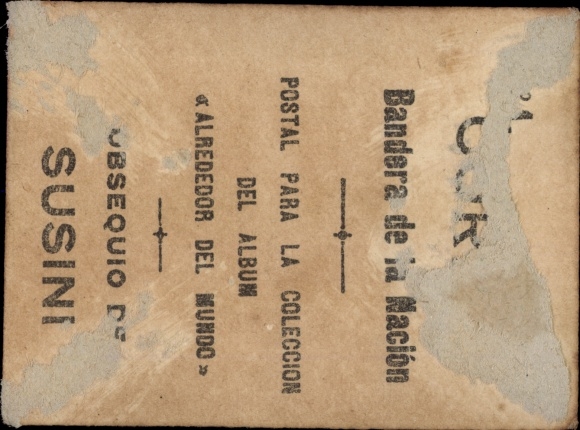 Bandera de la Nación
POSTAL PARA LA COLECCION
DEL ALBUM
«ALREDEDOR DEL MUNDO»
OBSEQUIO DE
SUSINI